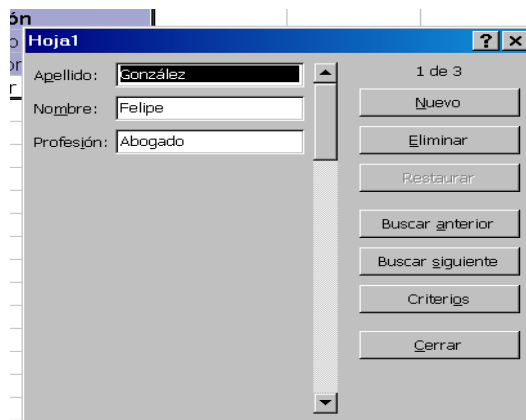 ón
Hoja1
Apellido: González
Nombre: Felipe
Profesión: Abogado
1 de 3
Nuevo
Eliminar
Restaurar
Buscar anterior
Buscar siguiente
Criterios
Cerrar